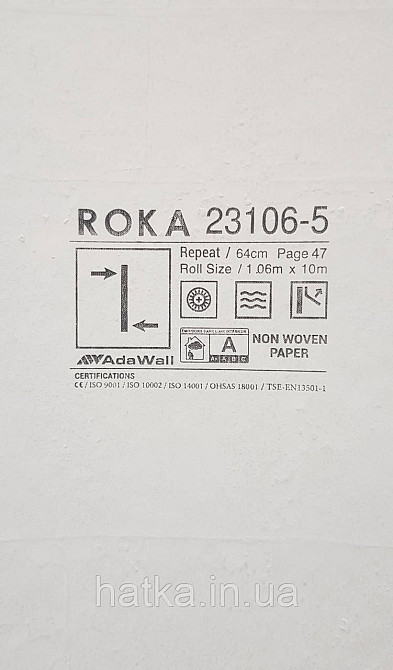 ROKA 23106-5
Repeat / 64cm Page 47
Roll Size / 1.06m x 10m
A
A+ A B C
NON WOVEN
PAPER
AdaWall
CERTIFICATIONS
CE / ISO 9001 / ISO 10002 / ISO 14001 / OHSAS 18001 / TSE-EN13501-1
hatka.in.ua